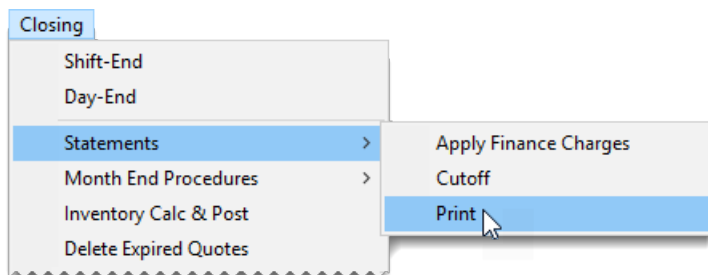 Closing
Shift-End
Day-End
Statements
Month End Procedures
Inventory Calc & Post
Delete Expired Quotes
Apply Finance Charges
Cutoff
Print